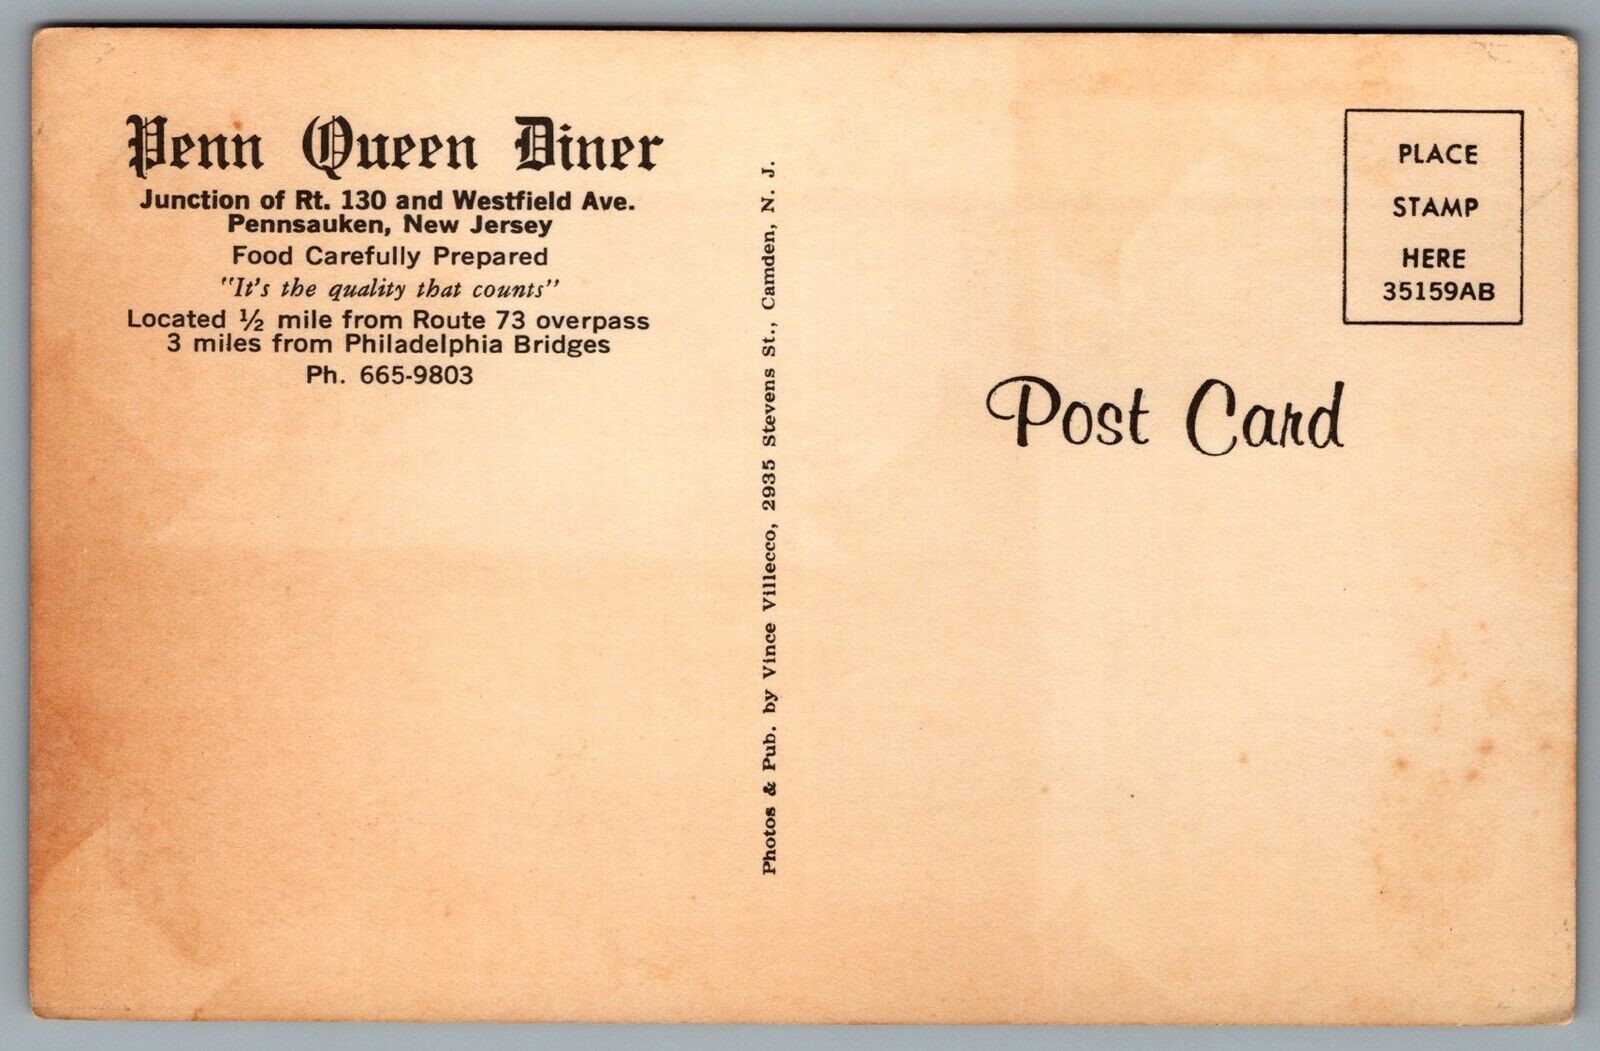 Penn Queen Diner
Junction of Rt. 130 and Westfield Ave.
Pennsauken, New Jersey
Food Carefully Prepared
"It's the quality that counts"
Located ½ mile from Route 73 overpass
3 miles from Philadelphia Bridges
Ph. 665-9803
Photos & Pub. by Vince Villecco, 2935 Stevens St., Camden, N. J.
PLACE
STAMP
HERE
35159AB
Post Card